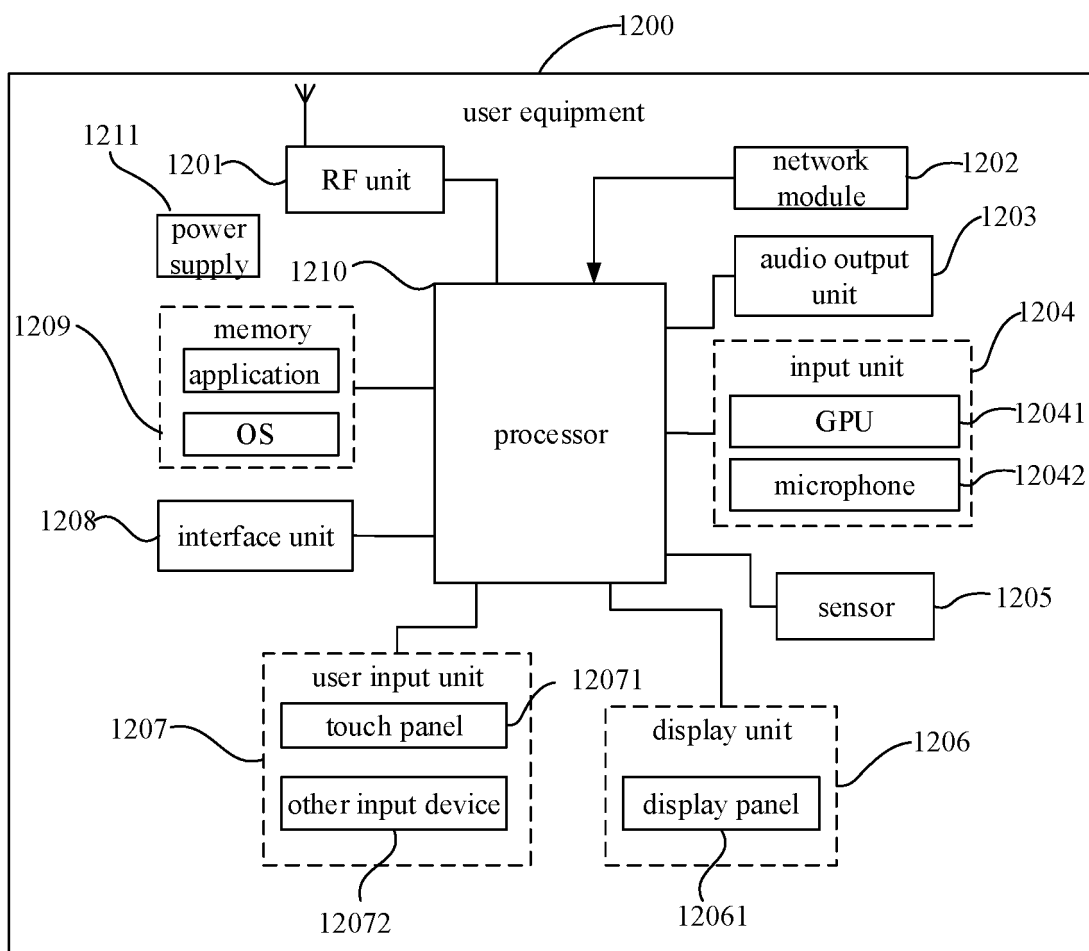 1200
user equipment
1211
1201
RF unit
network
module
1202
power
supply
1203
1210
audio output
unit
1209
memory
application
OS
1204
input unit
GPU
12041
processor
microphone
12042
1208
interface unit
sensor
1205
user input unit
12071
1207
touch panel
other input device
12072
display unit
1206
display panel
12061